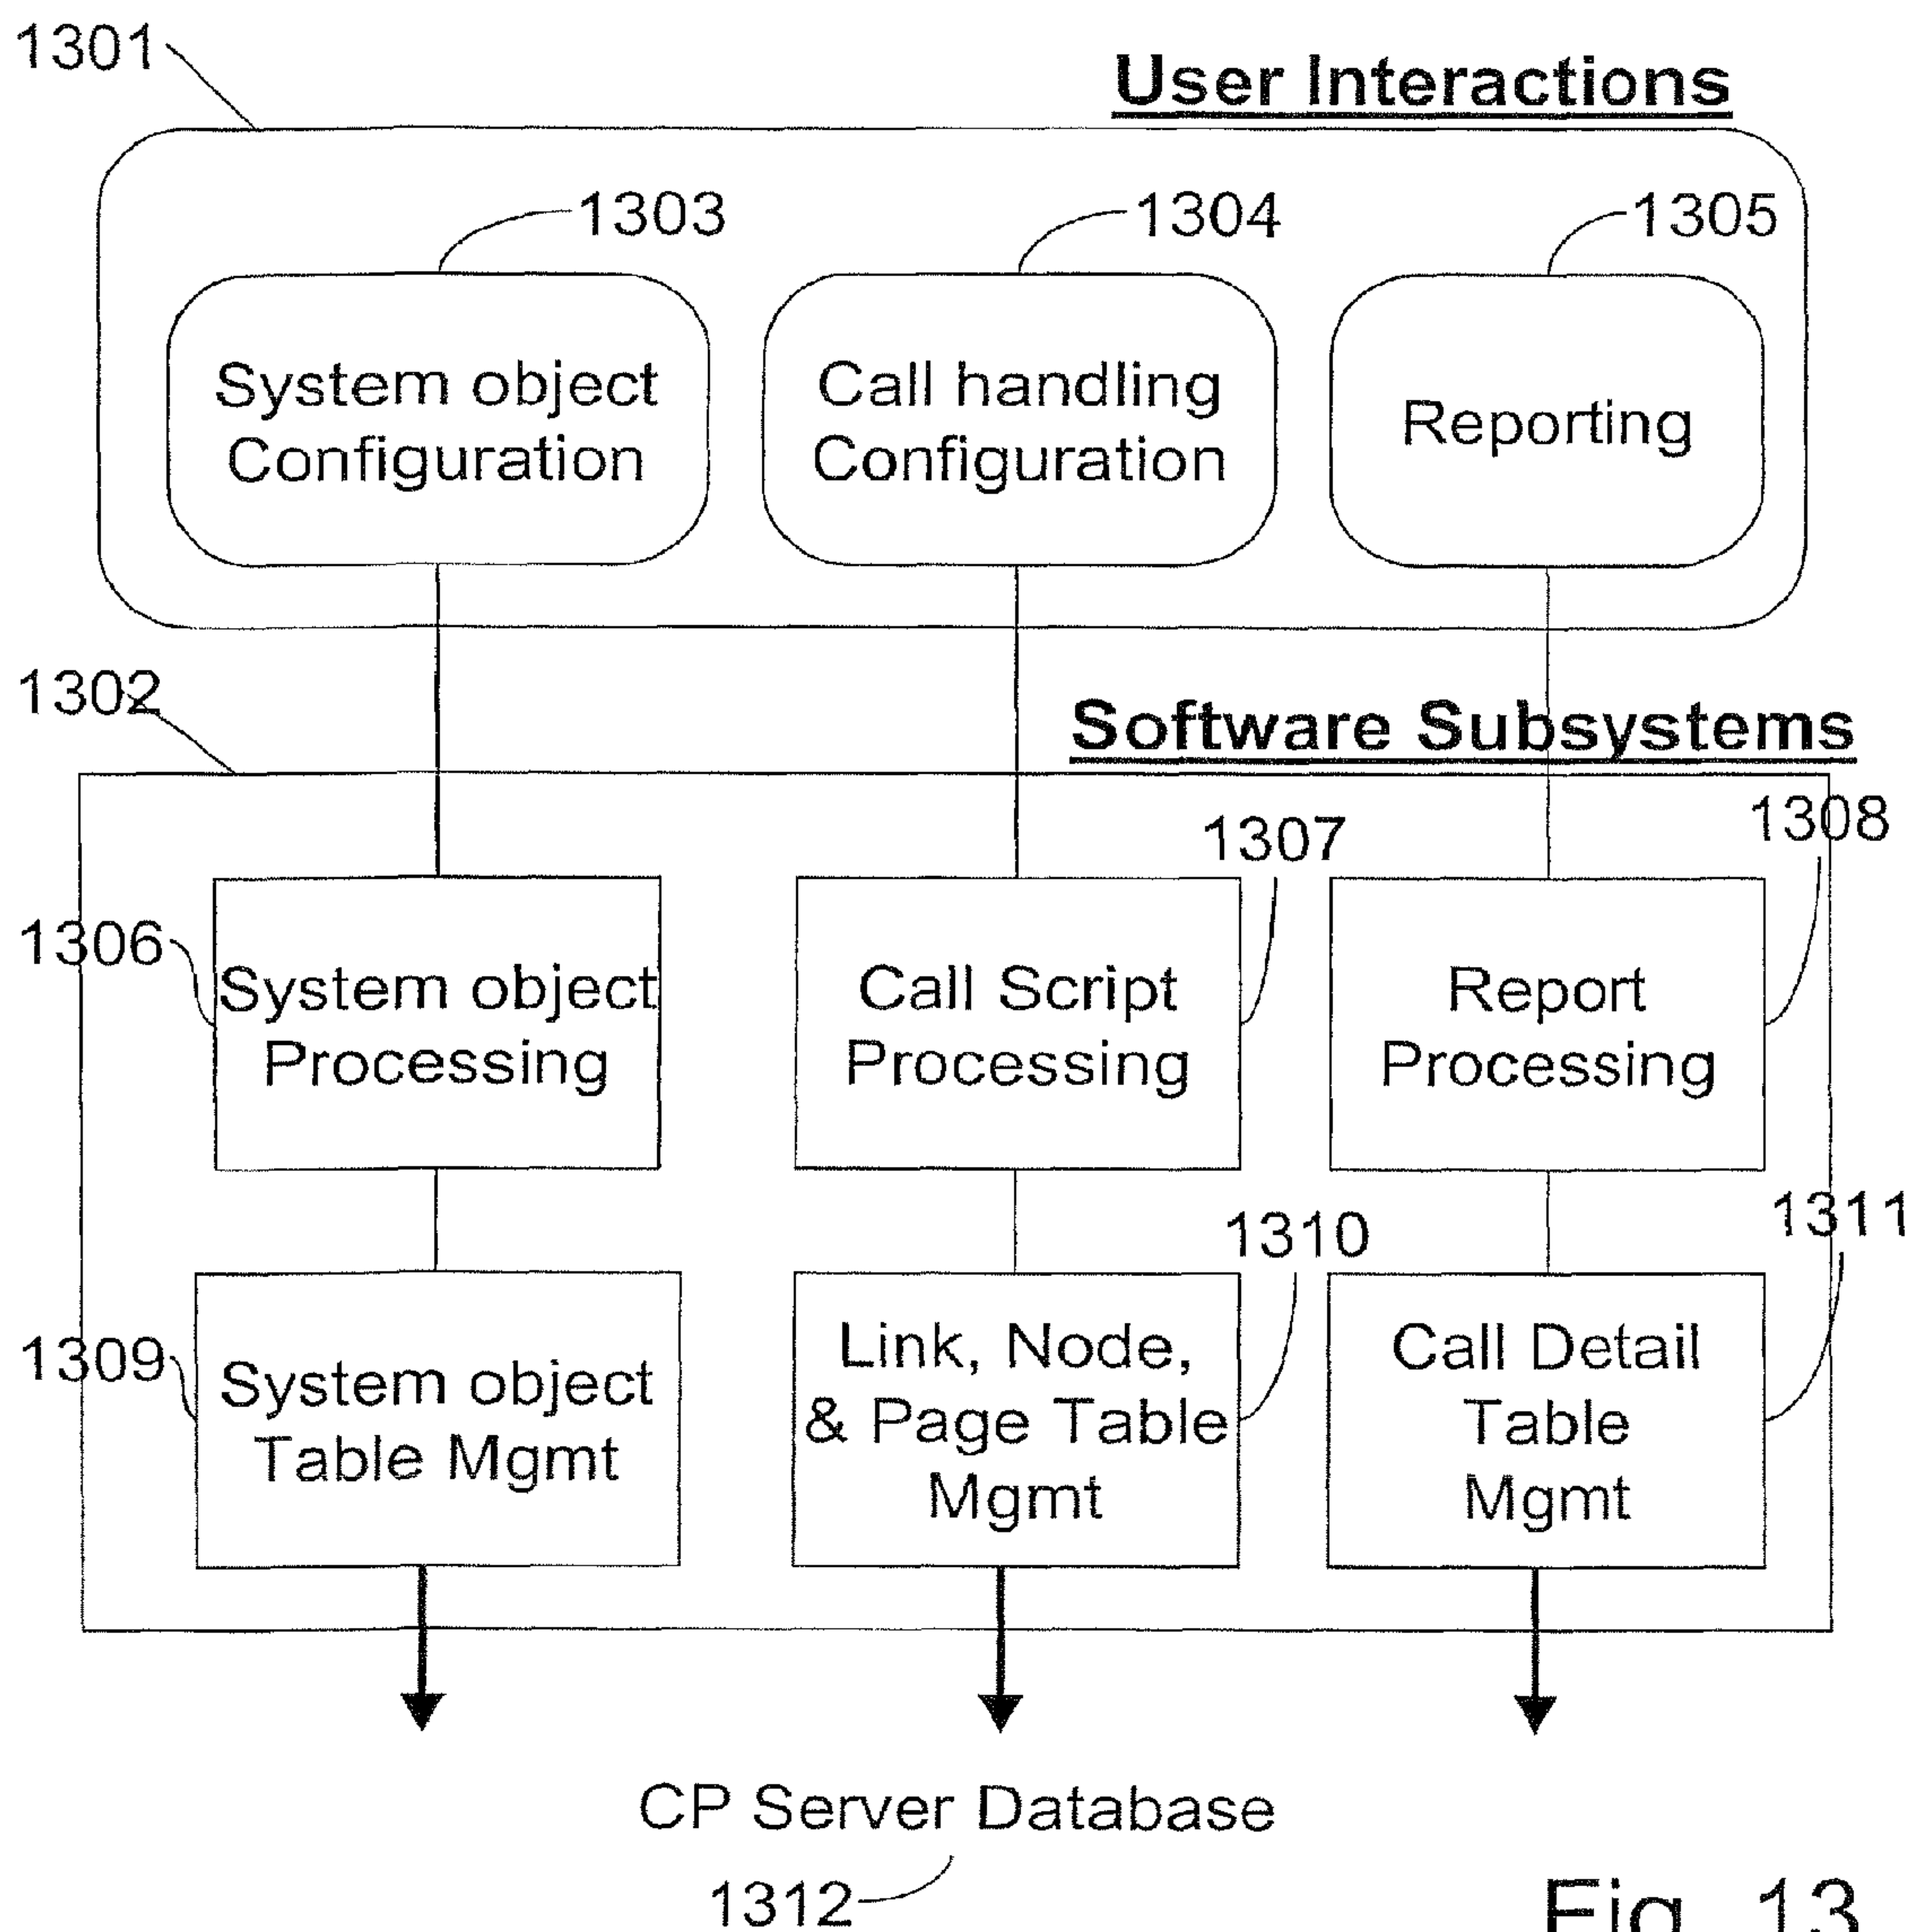 1301
User Interactions
1303
1304
1305
System object
Configuration
Call handling
Configuration
Reporting
1302
Software Subsystems
1307
1308
1306
System object
Processing
Call Script
Processing
Report
Processing
1310
1311
1309
System object
Table Mgmt
Link, Node,
& Page Table
Mgmt
Call Detail
Table
Mgmt
CP Server Database
1312
Fig. 13